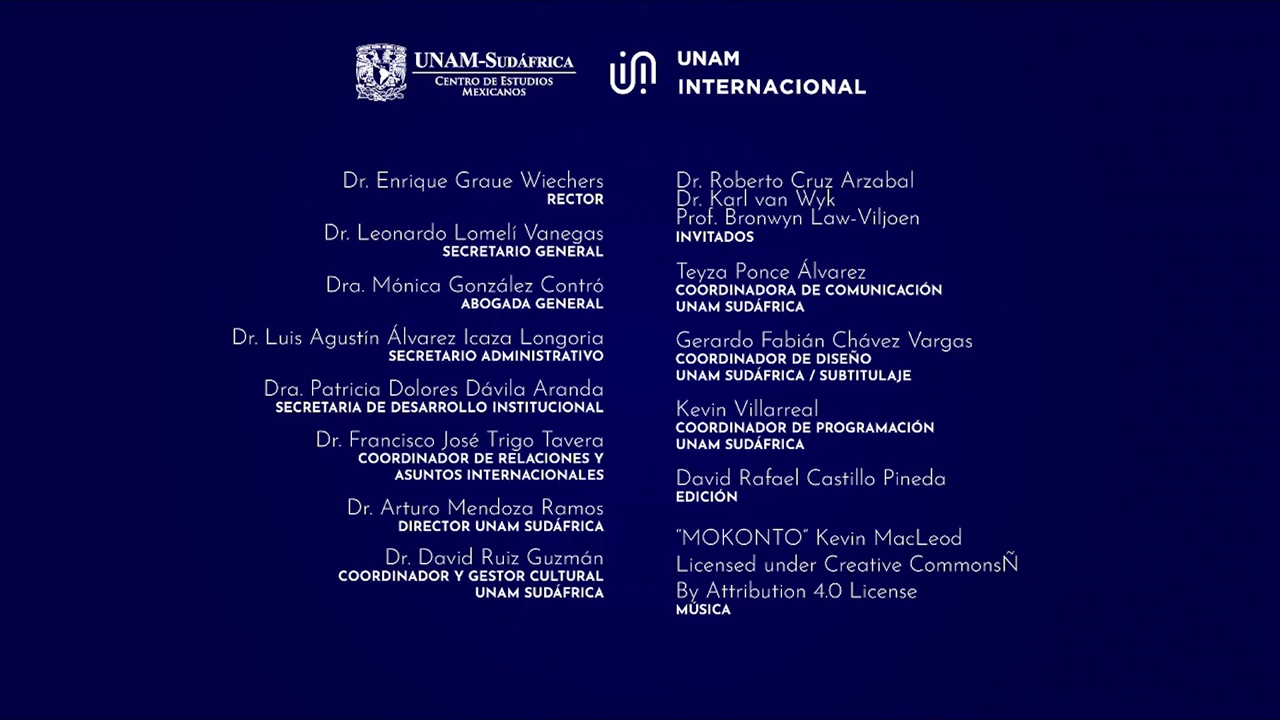 UNAM-SUDÁFRICA
CENTRO DE ESTUDIOS
MEXICANOS
UNAM
INTERNACIONAL
Dr. Enrique Graue Wiechers
RECTOR
Dr. Leonardo Lomelí Vanegas
SECRETARIO GENERAL
Dra. Mónica González Contró
ABOGADA GENERAL
Dr. Luis Agustín Álvarez Icaza Longoria
SECRETARIO ADMINISTRATIVO
Dra. Patricia Dolores Dávila Aranda
SECRETARIA DE DESARROLLO INSTITUCIONAL
Dr. Francisco José Trigo Tavera
COORDINADOR DE RELACIONES Y
ASUNTOS INTERNACIONALES
Dr. Arturo Mendoza Ramos
DIRECTOR UNAM SUDÁFRICA
Dr. David Ruiz Guzmán
COORDINADOR Y GESTOR CULTURAL
UNAM SUDÁFRICA
Dr. Roberto Cruz Arzabal
Dr. Karl van Wyk
Prof. Bronwyn Law-Viljoen
INVITADOS
Teyza Ponce Álvarez
COORDINADORA DE COMUNICACIÓN
UNAM SUDÁFRICA
Gerardo Fabián Chávez Vargas
COORDINADOR DE DISEÑO
UNAM SUDÁFRICA / SUBTITULAJE
Kevin Villarreal
COORDINADOR DE PROGRAMACIÓN
UNAM SUDÁFRICA
David Rafael Castillo Pineda
EDICIÓN
“MOKONTO” Kevin MacLeod
Licensed under Creative CommonsÑ
By Attribution 4.0 License
MÚSICA